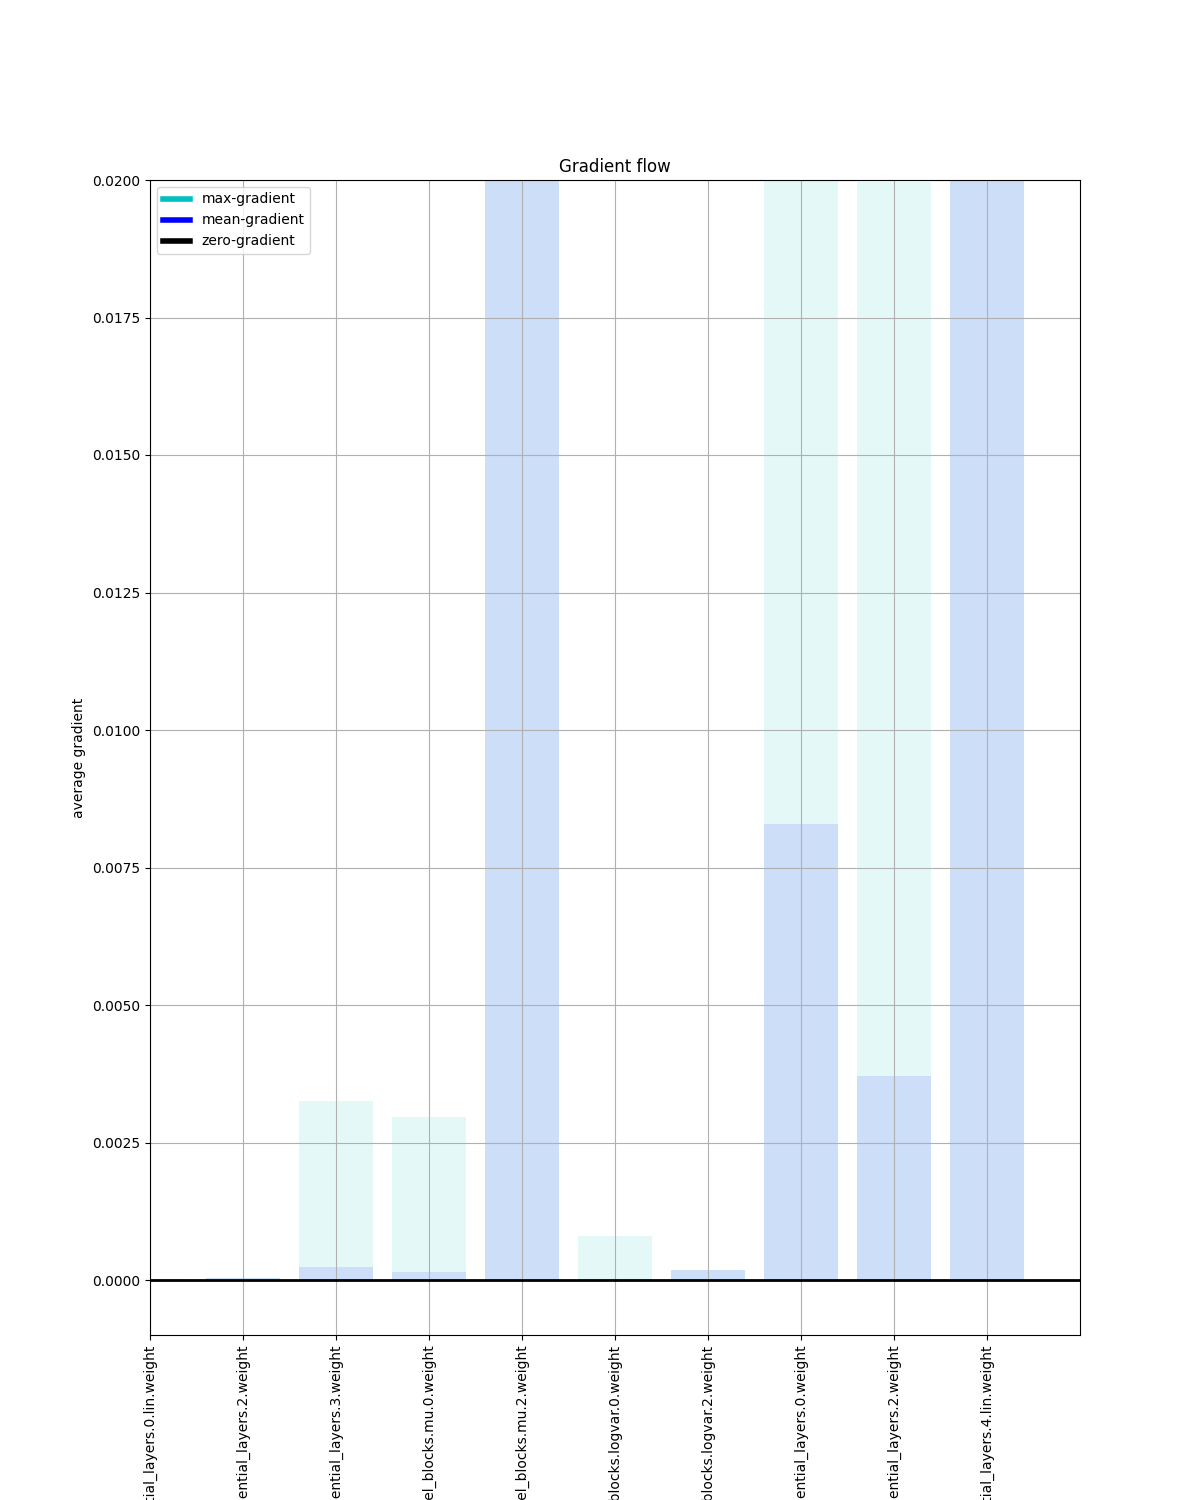 Gradient flow
max-gradient
mean-gradient
zero-gradient
0.0200
0.0175
0.0150
0.0125
0.0100
0.0075
0.0050
0.0025
0.0000
average gradient
tial_layers.0.lin.weight
ential_layers.2.weight
ential_layers.3.weight
el_blocks.mu.0.weight
el_blocks.mu.2.weight
blocks.logvar.0.weight
blocks.logvar.2.weight
ential_layers.0.weight
ential_layers.2.weight
tial_layers.4.lin.weight